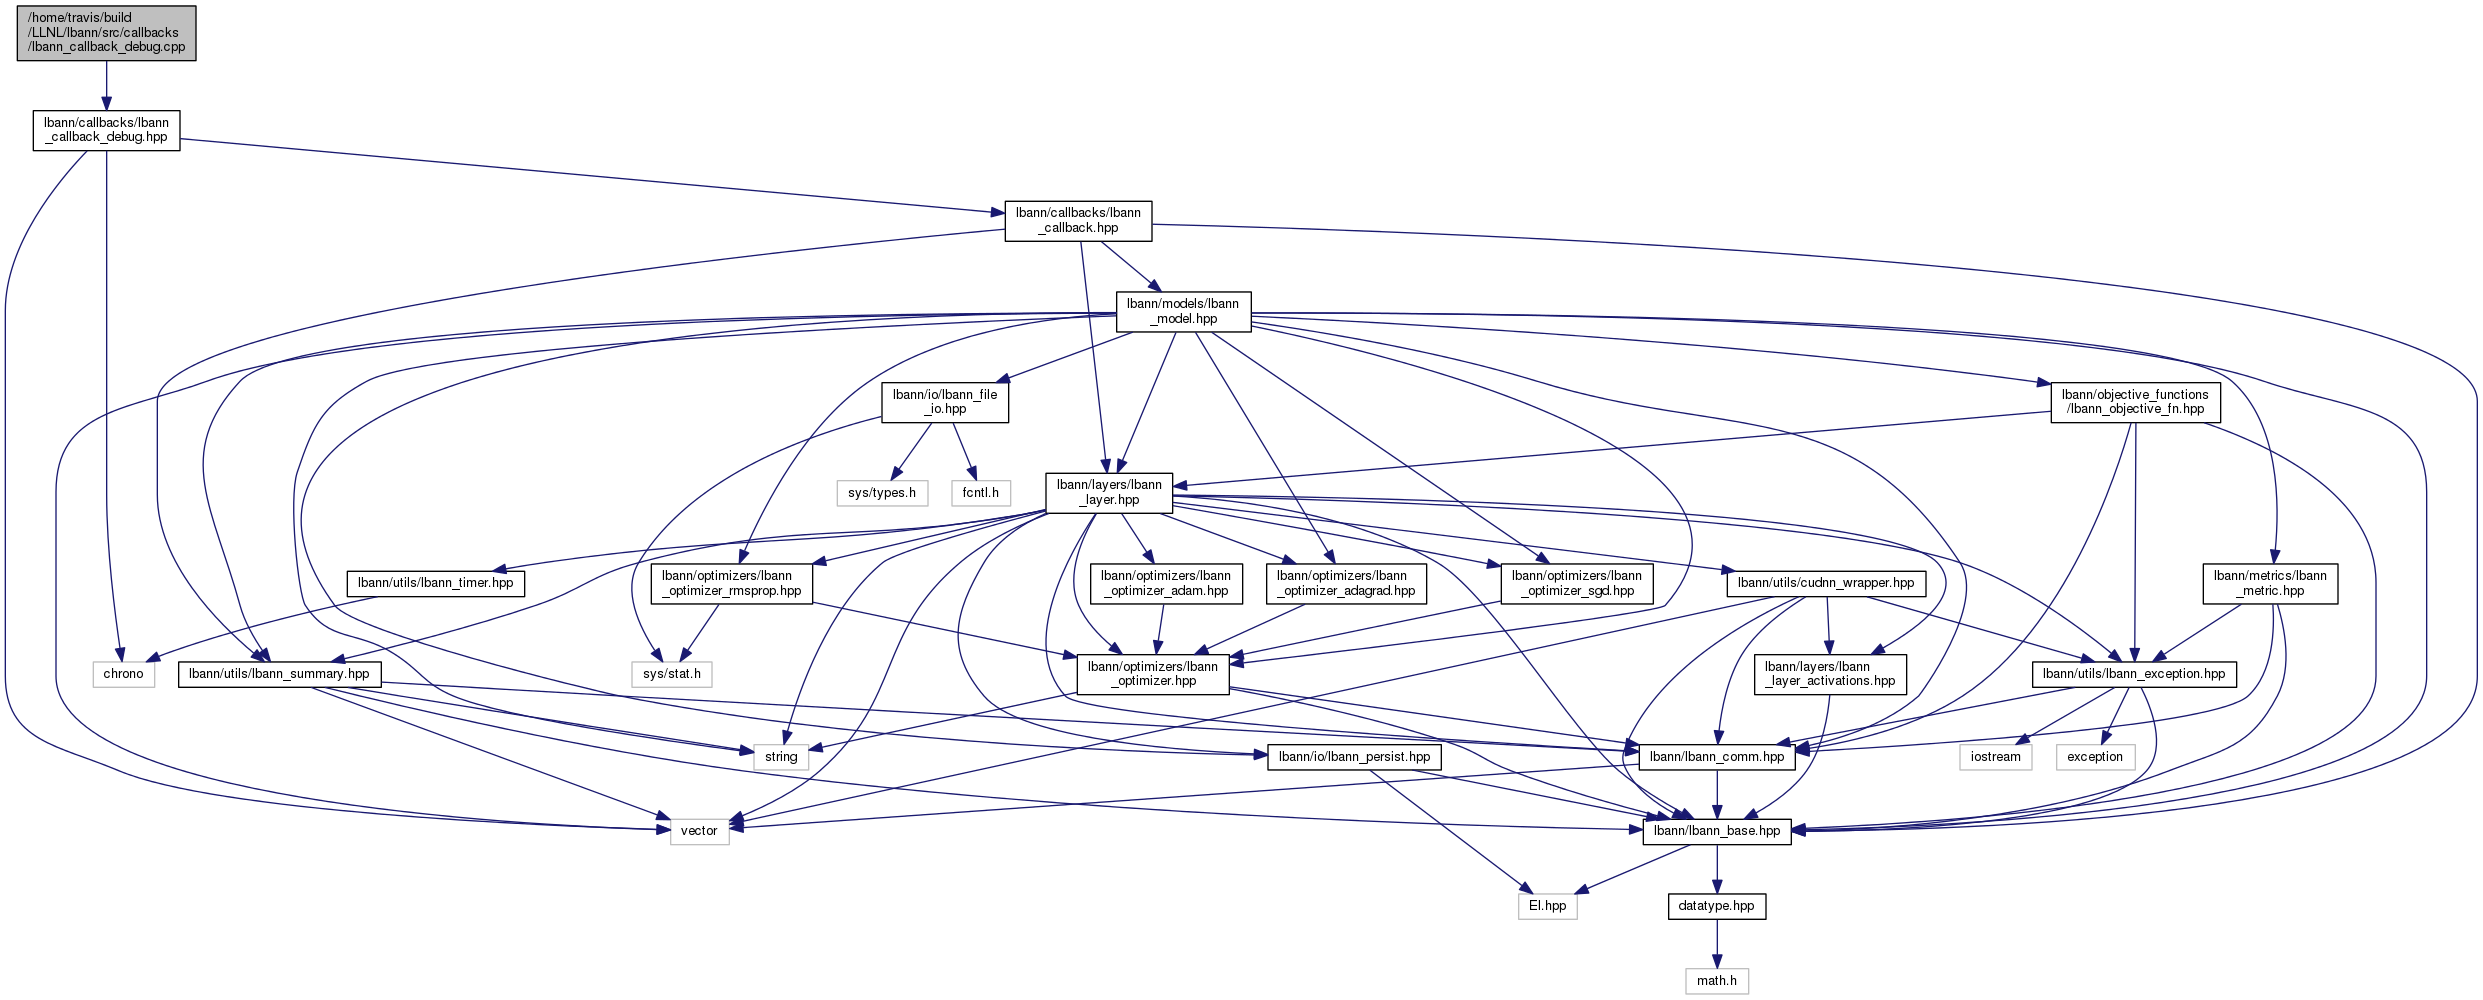 /home/travis/build
/LLNL/lbann/src/callbacks
/lbann_callback_debug.cpp
lbann/callbacks/lbann
_callback_debug.hpp
lbann/callbacks/lbann
_callback.hpp
lbann/models/lbann
_model.hpp
lbann/io/lbann_file
_io.hpp
lbann/objective_functions
/lbann_objective_fn.hpp
sys/types.h
fcntl.h
lbann/layers/lbann
_layer.hpp
lbann/utils/lbann_timer.hpp
lbann/optimizers/lbann
_optimizer_rmsprop.hpp
lbann/optimizers/lbann
_optimizer_adam.hpp
lbann/optimizers/lbann
_optimizer_adagrad.hpp
lbann/optimizers/lbann
_optimizer_sgd.hpp
lbann/utils/cudnn_wrapper.hpp
lbann/metrics/lbann
_metric.hpp
chrono
lbann/utils/lbann_summary.hpp
sys/stat.h
lbann/optimizers/lbann
_optimizer.hpp
lbann/layers/lbann
_layer_activations.hpp
lbann/utils/lbann_exception.hpp
string
lbann/io/lbann_persist.hpp
lbann/lbann_comm.hpp
iostream
exception
vector
lbann/lbann_base.hpp
El.hpp
datatype.hpp
math.h